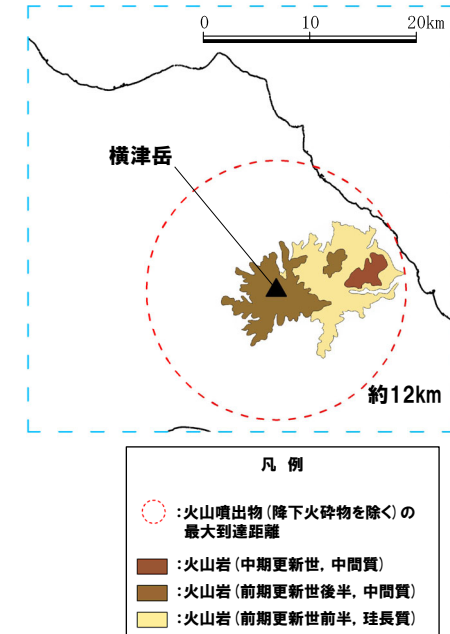 0 10 20km
横津岳
約12km
凡 例
:火山噴出物(降下火砕物を除く)の
最大到達距離
:火山岩(中期更新世, 中間質)
:火山岩(前期更新世後半, 中間質)
:火山岩(前期更新世前半, 珪長質)